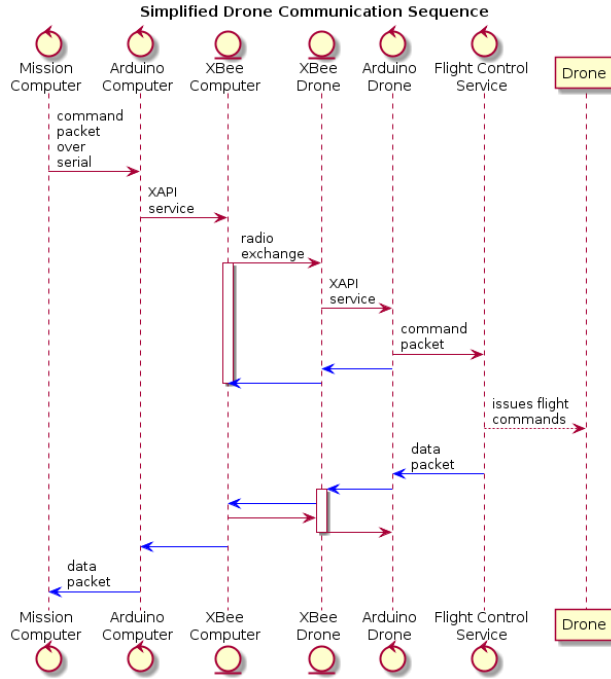 Simplified Drone Communication Sequence
Mission
Computer
Arduino
Computer
XBee
Computer
XBee
Drone
Arduino
Drone
Flight Control
Service
Drone
command
packet
over
serial
XAPI
service
radio
exchange
XAPI
service
command
packet
issues flight
commands
data
packet
data
packet
Mission
Computer
Arduino
Computer
XBee
Computer
XBee
Drone
Arduino
Drone
Flight Control
Service
Drone